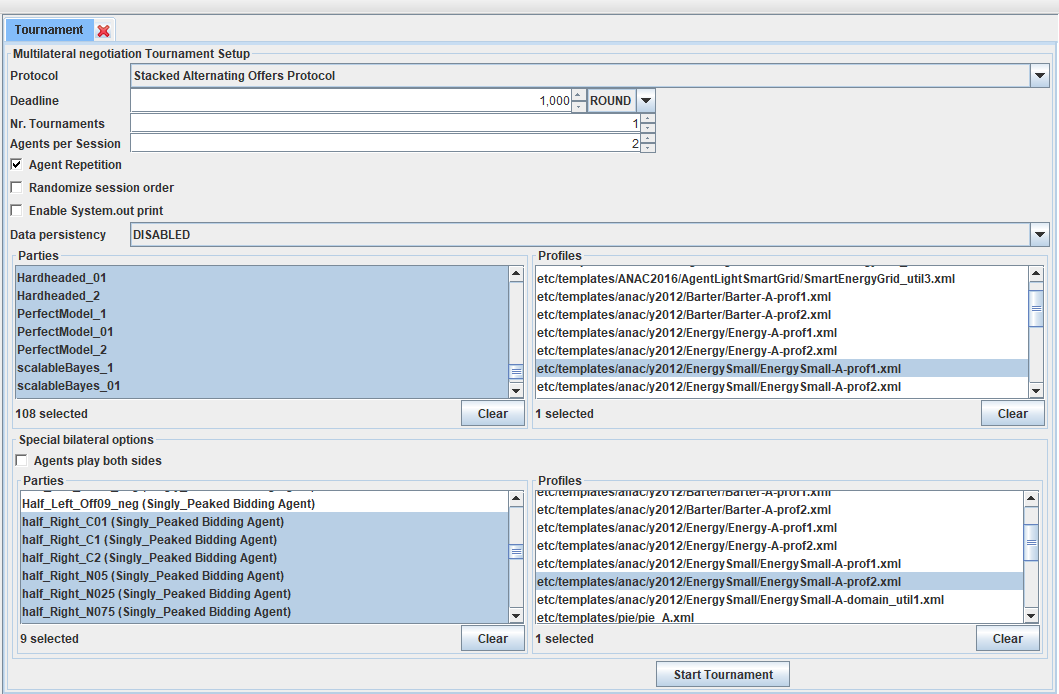 Tournament
Multilateral negotiation Tournament Setup
Protocol Stacked Alternating Offers Protocol
Deadline 1,000 ROUND
Nr. Tournaments 1
Agents per Session 2
Agent Repetition
Randomize session order
Enable System.out print
Data persistency DISABLED
Parties
Hardheaded_01
Hardheaded_2
PerfectModel_1
PerfectModel_01
PerfectModel_2
scalableBayes_1
scalableBayes_01
108 selected Clear
Profiles
etc/templates/ANAC2016/AgentLightSmartGrid/SmartEnergyGrid_util3.xml
etc/templates/anac/y2012/Barter/Barter-A-prof1.xml
etc/templates/anac/y2012/Barter/Barter-A-prof2.xml
etc/templates/anac/y2012/Energy/Energy-A-prof1.xml
etc/templates/anac/y2012/Energy/Energy-A-prof2.xml
etc/templates/anac/y2012/EnergySmall/EnergySmall-A-prof1.xml
etc/templates/anac/y2012/EnergySmall/EnergySmall-A-prof2.xml
1 selected Clear
Special bilateral options
Agents play both sides
Parties
Half_Left_Off09_neg (Singly_Peaked Bidding Agent)
half_Right_C01 (Singly_Peaked Bidding Agent)
half_Right_C1 (Singly_Peaked Bidding Agent)
half_Right_C2 (Singly_Peaked Bidding Agent)
half_Right_N05 (Singly_Peaked Bidding Agent)
half_Right_N025 (Singly_Peaked Bidding Agent)
half_Right_N075 (Singly_Peaked Bidding Agent)
9 selected Clear
Profiles
etc/templates/anac/y2012/Barter/Barter-A-prof1.xml
etc/templates/anac/y2012/Barter/Barter-A-prof2.xml
etc/templates/anac/y2012/Energy/Energy-A-prof1.xml
etc/templates/anac/y2012/Energy/Energy-A-prof2.xml
etc/templates/anac/y2012/EnergySmall/EnergySmall-A-prof1.xml
etc/templates/anac/y2012/EnergySmall/EnergySmall-A-prof2.xml
etc/templates/anac/y2012/EnergySmall/EnergySmall-A-domain_util1.xml
etc/templates/pie/pie_A.xml
1 selected Clear
Start Tournament